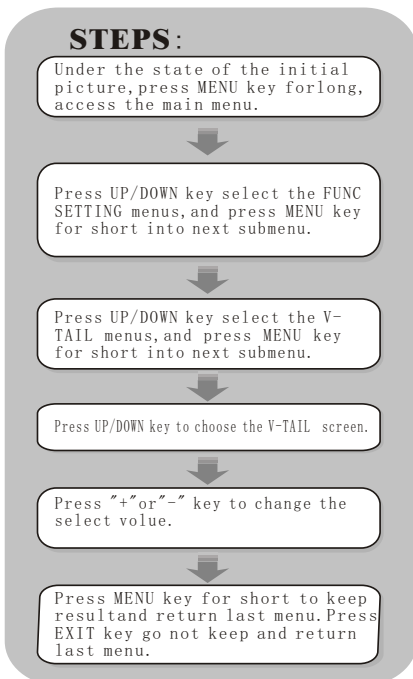 STEPS:
Under the state of the initial
picture,press MENU key forlong,
access the main menu.
Press UP/DOWN key select the FUNC
SETTING menus,and press MENU key
for short into next submenu.
Press UP/DOWN key select the V-
TAIL menus,and press MENU key
for short into next submenu.
Press UP/DOWN key to choose the V-TAIL screen.
Press "+"or"-" key to change the
select volue.
Press MENU key for short to keep
resultand return last menu.Press
EXIT key go not keep and return
last menu.